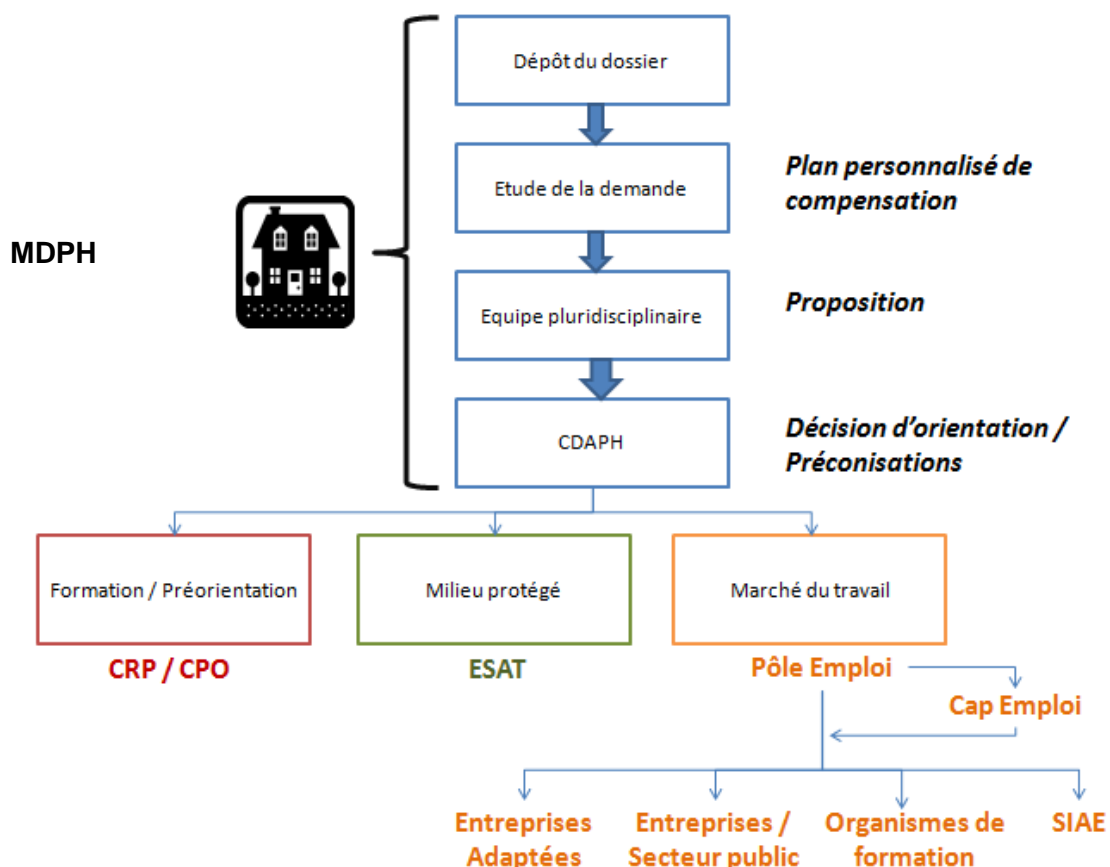 Dépôt du dossier
Etude de la demande
Plan personnalisé de
compensation
MDPH
Equipe pluridisciplinaire
Proposition
CDAPH
Décision d'orientation /
Préconisations
Formation / Préorientation
Milieu protégé
Marché du travail
CRP / CPO
ESAT
Pôle Emploi
Cap Emploi
Entreprises
Adaptées
Entreprises /
Secteur public
Organismes de
formation
SIAE